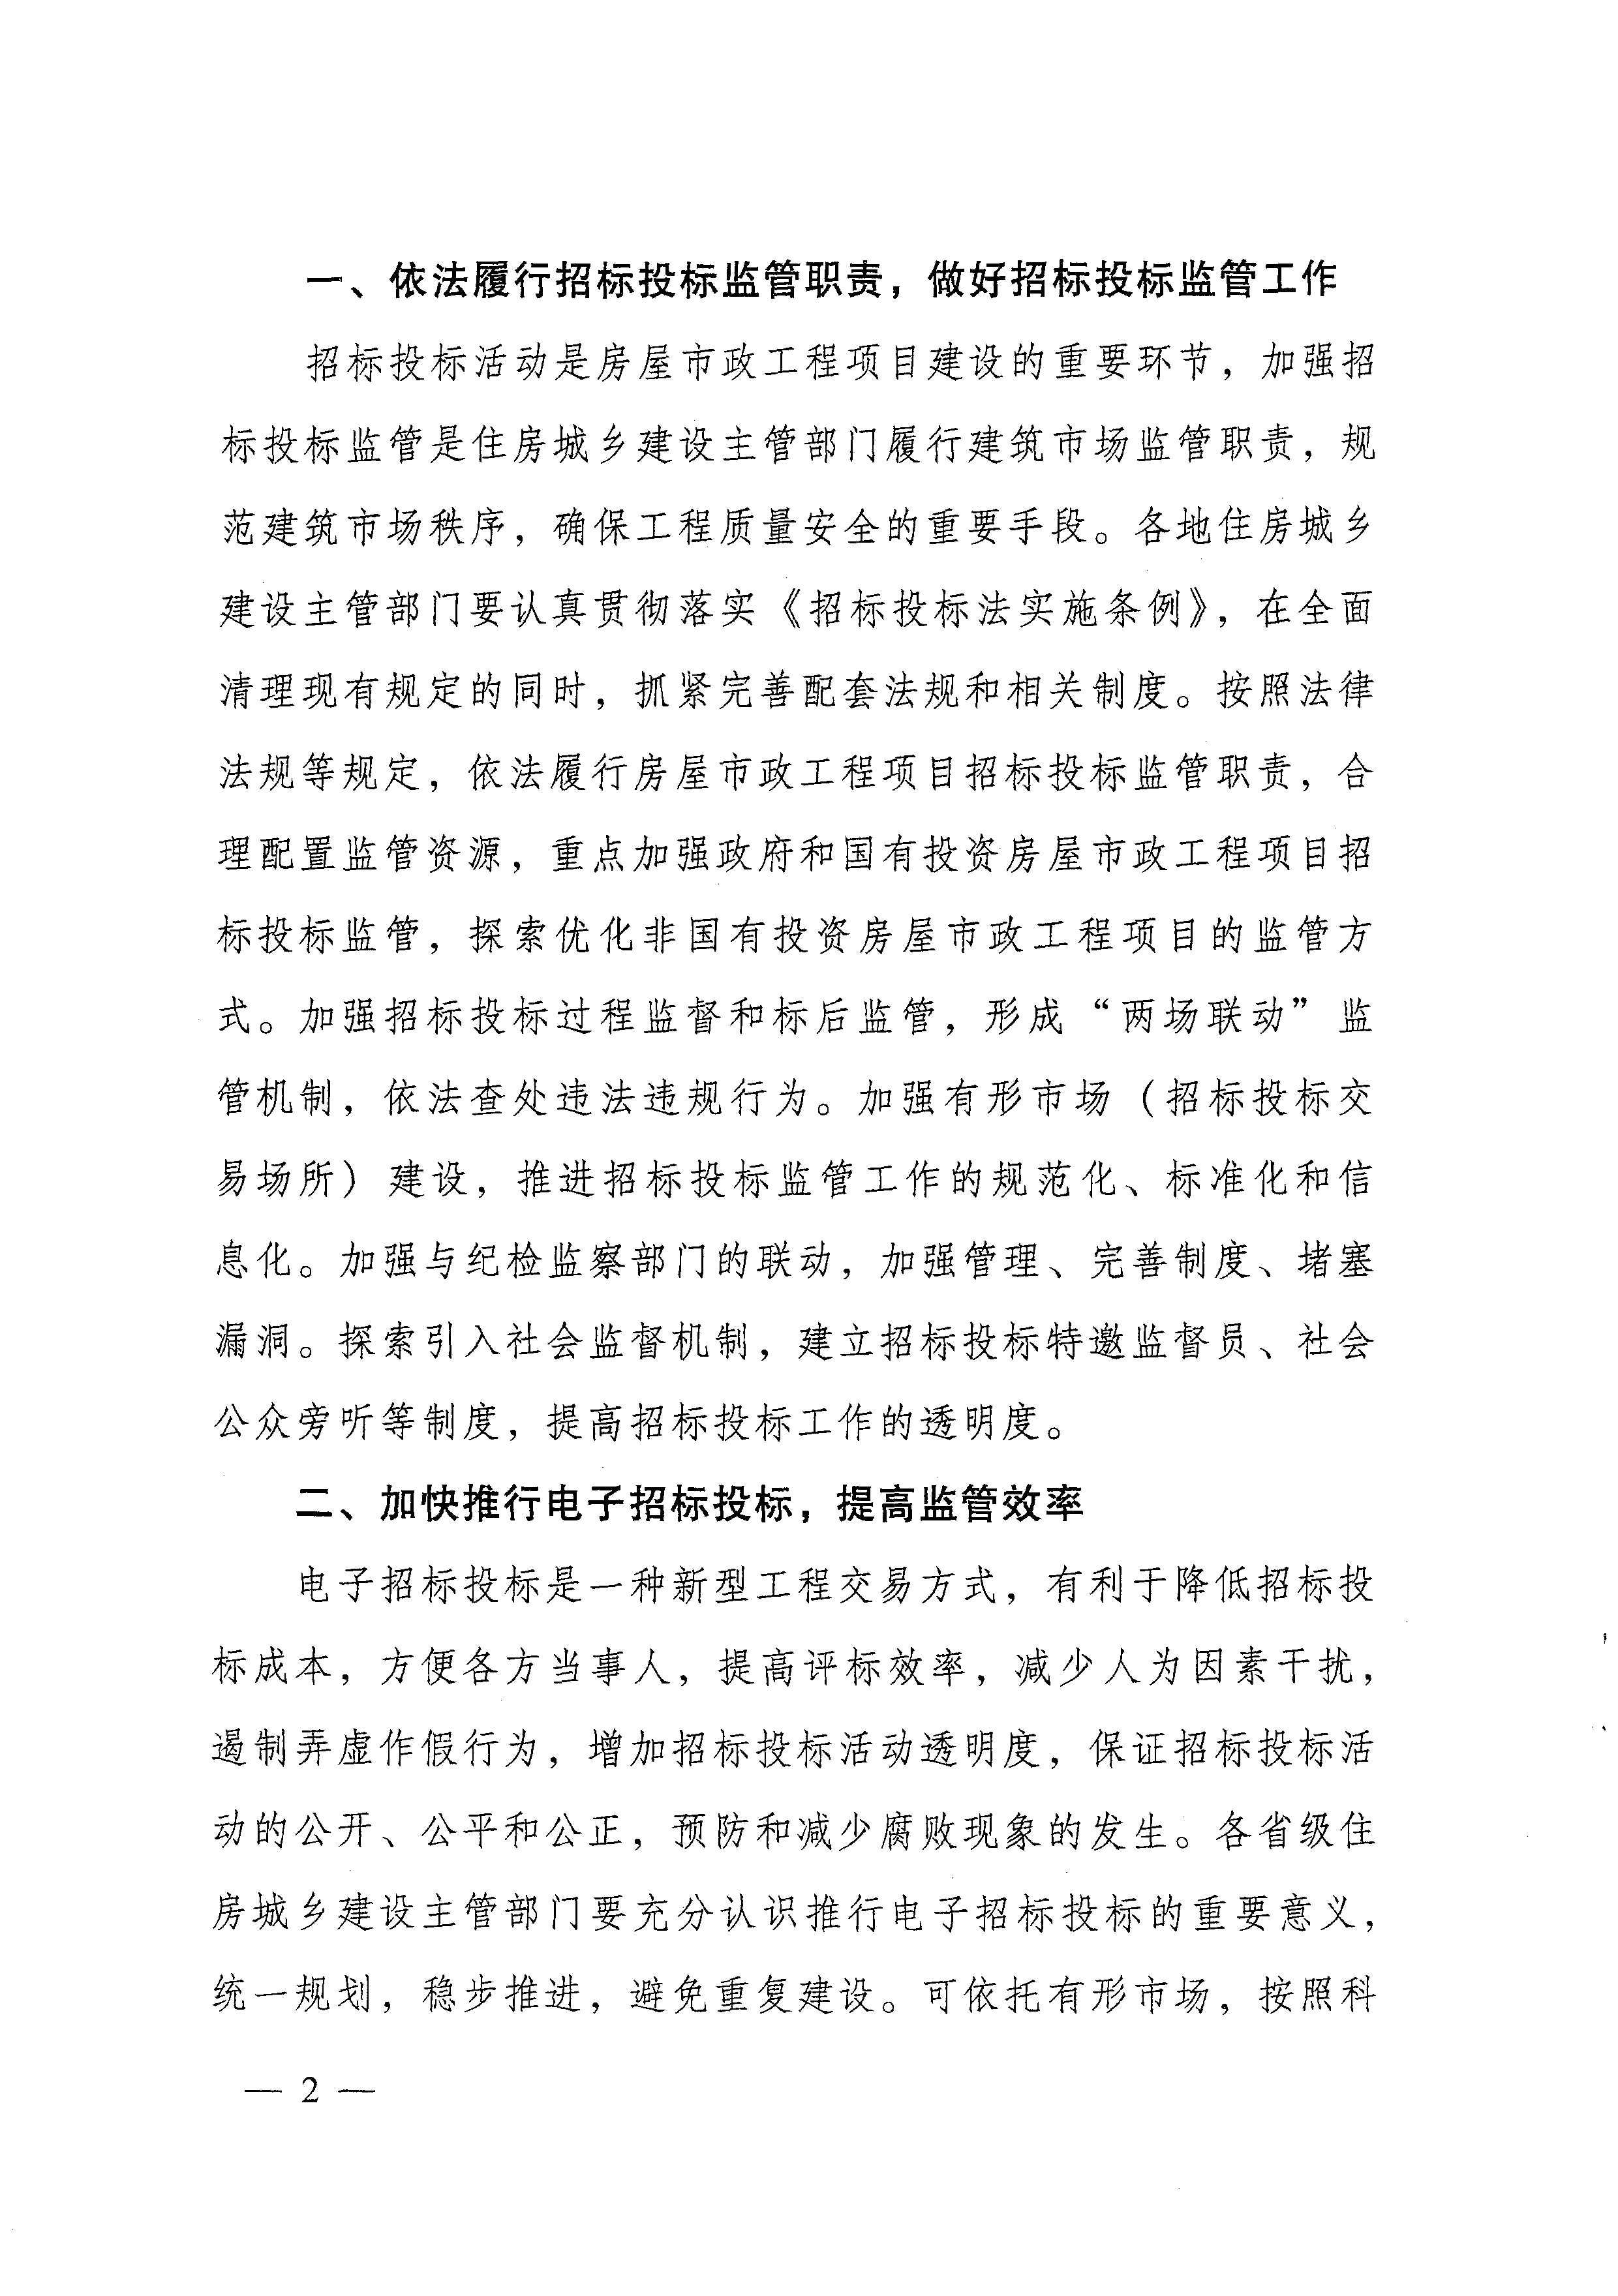 一、依法履行招标投标监管职责，做好招标投标监管工作
招标投标活动是房屋市政工程项目建设的重要环节，加强招
标投标监管是住房城乡建设主管部门履行建筑市场监管职责，规
范建筑市场秩序，确保工程质量安全的重要手段。各地住房城乡
建设主管部门要认真贯彻落实《招标投标法实施条例》，在全面
清理现有规定的同时，抓紧完善配套法规和相关制度。按照法律
法规等规定，依法履行房屋市政工程项目招标投标监管职责，合
理配置监管资源，重点加强政府和国有投资房屋市政工程项目招
标投标监管，探索优化非国有投资房屋市政工程项目的监管方
式。加强招标投标过程监督和标后监管，形成“两场联动”监
管机制，依法查处违法违规行为。加强有形市场（招标投标交
易场所）建设，推进招标投标监管工作的规范化、标准化和信
息化。加强与纪检监察部门的联动，加强管理、完善制度、堵塞
漏洞。探索引入社会监督机制，建立招标投标特邀监督员、社会
公众旁听等制度，提高招标投标工作的透明度。
二、加快推行电子招标投标，提高监管效率
电子招标投标是一种新型工程交易方式，有利于降低招标投
标成本，方便各方当事人，提高评标效率，减少人为因素干扰，
遏制弄虚作假行为，增加招标投标活动透明度，保证招标投标活
动的公开、公平和公正，预防和减少腐败现象的发生。各省级住
房城乡建设主管部门要充分认识推行电子招标投标的重要意义，
统一规划，稳步推进，避免重复建设。可依托有形市场，按照科
— 2 —